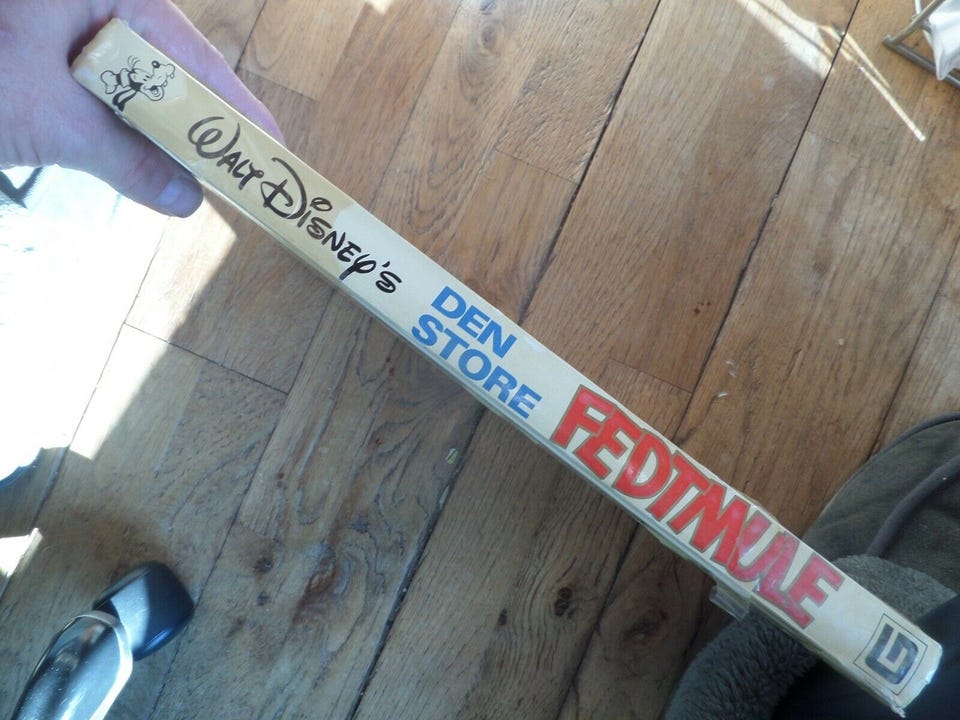 WALT DISNEY'S
DEN
STORE
FEDTMULE
G